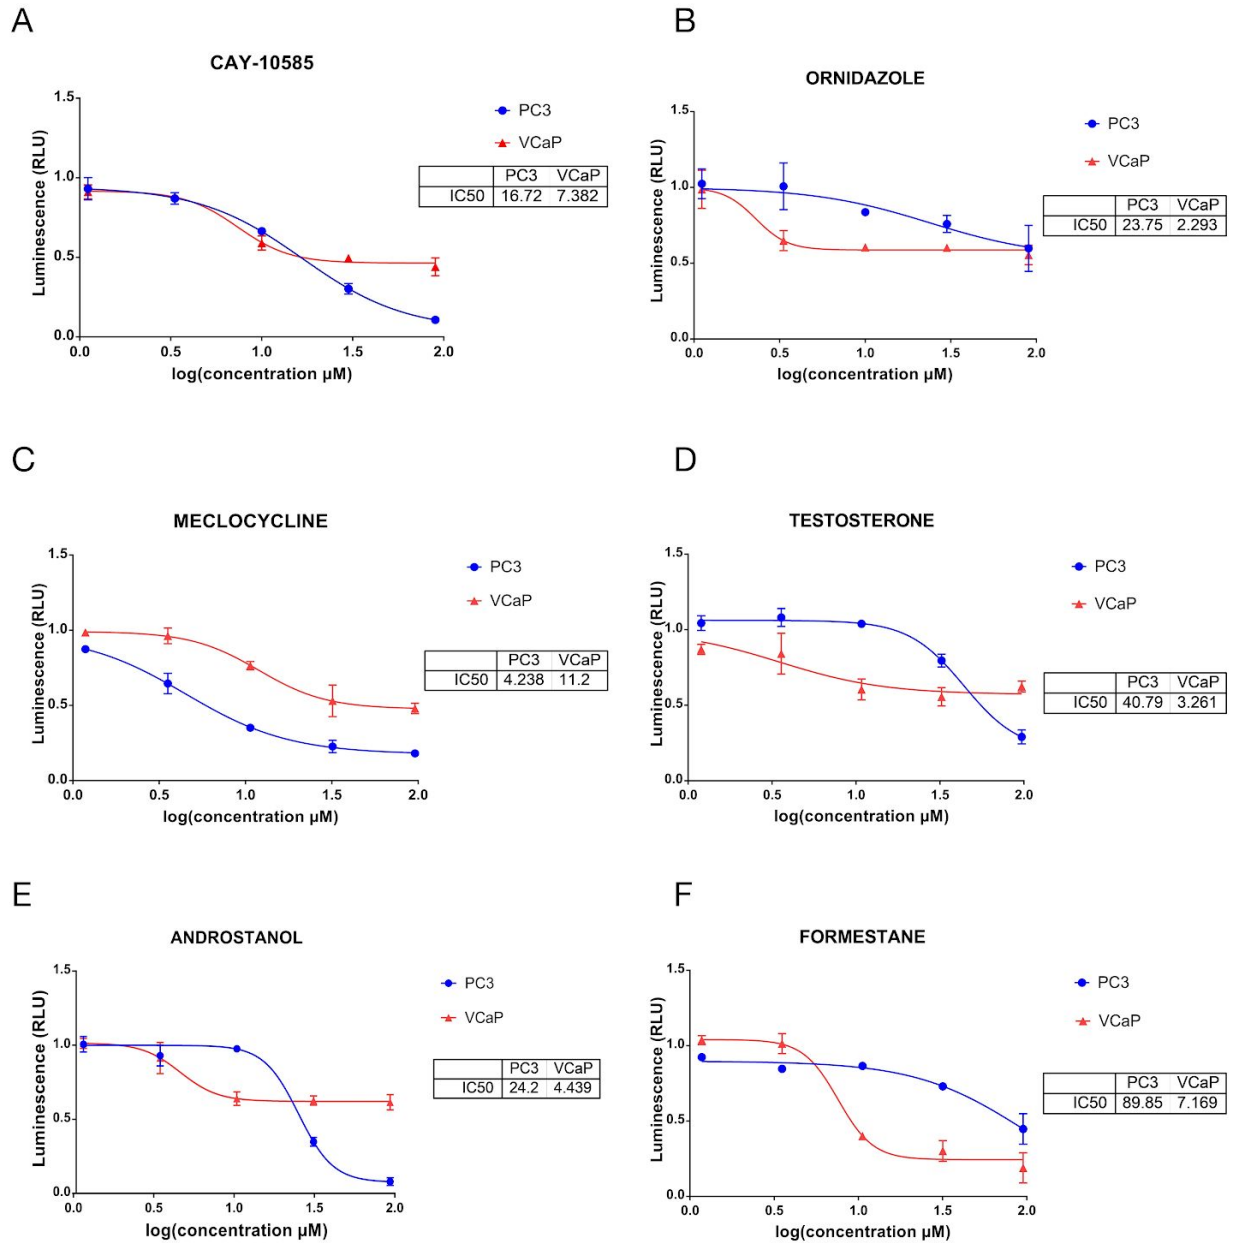 A
CAY-10585
1.5
1.0
0.5
0.0
Luminescence (RLU)
0.0 0.5 1.0 1.5 2.0
log(concentration μM)
PC3
VCaP
PC3 VCaP
IC50 16.72 7.382
B
ORNIDAZOLE
1.5
1.0
0.5
0.0
Luminescence (RLU)
0.0 0.5 1.0 1.5 2.0
log(concentration μM)
PC3
VCaP
PC3 VCaP
IC50 23.75 2.293
C
MECLOCYCLINE
1.5
1.0
0.5
0.0
Luminescence (RLU)
0.0 0.5 1.0 1.5 2.0
log(concentration μM)
PC3
VCaP
PC3 VCaP
IC50 4.238 11.2
D
TESTOSTERONE
1.5
1.0
0.5
0.0
Luminescence (RLU)
0.0 0.5 1.0 1.5 2.0
log(concentration μM)
PC3
VCaP
PC3 VCaP
IC50 40.79 3.261
E
ANDROSTANOL
1.5
1.0
0.5
0.0
Luminescence (RLU)
0.0 0.5 1.0 1.5 2.0
log(concentration μM)
PC3
VCaP
PC3 VCaP
IC50 24.2 4.439
F
FORMESTANE
1.5
1.0
0.5
0.0
Luminescence (RLU)
0.0 0.5 1.0 1.5 2.0
log(concentration μM)
PC3
VCaP
PC3 VCaP
IC50 89.85 7.169